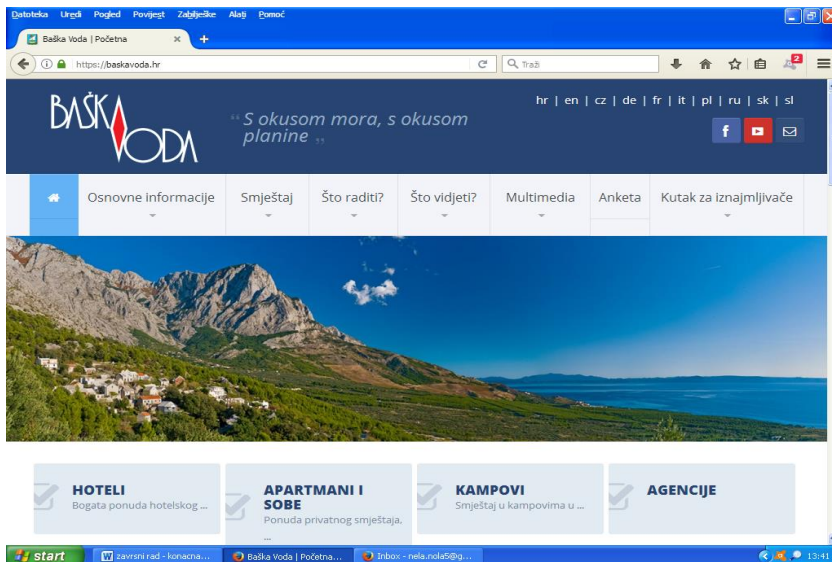 Datoteka Uredi Pogled Povijest Zabilješke Alati Pomoć
Baška Voda | Početna
https://baskavoda.hr
Traži
2
BAŠKA
VODA
“ S okusom mora, s okusom
planine ”
hr | en | cz | de | fr | it | pl | ru | sk | sl
Osnovne informacije Smještaj Što raditi? Što vidjeti? Multimedia Anketa Kutak za iznajmljivače
HOTELI
Bogata ponuda hotelskog ...
APARTMANI I
SOBE
Ponuda privatnog smještaja,
...
KAMPOVI
Smještaj u kampovima u ...
AGENCIJE
start
zavrsni rad - konacna...
Baška Voda | Početna...
Inbox - nela.nola5@g...
13:41